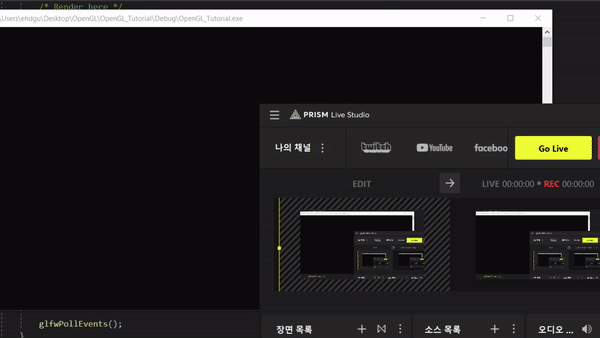 /* Render here */
\Users\ehdgu\Desktop\OpenGL\OpenGL_Tutorial\Debug\OpenGL_Tutorial.exe
PRISM Live Studio
나의 채널
twitch
YouTube
faceboo
Go Live
EDIT
LIVE 00:00:00 REC 00:00:00
장면 목록
소스 목록
오디오 ...
glfwPollEvents();
}